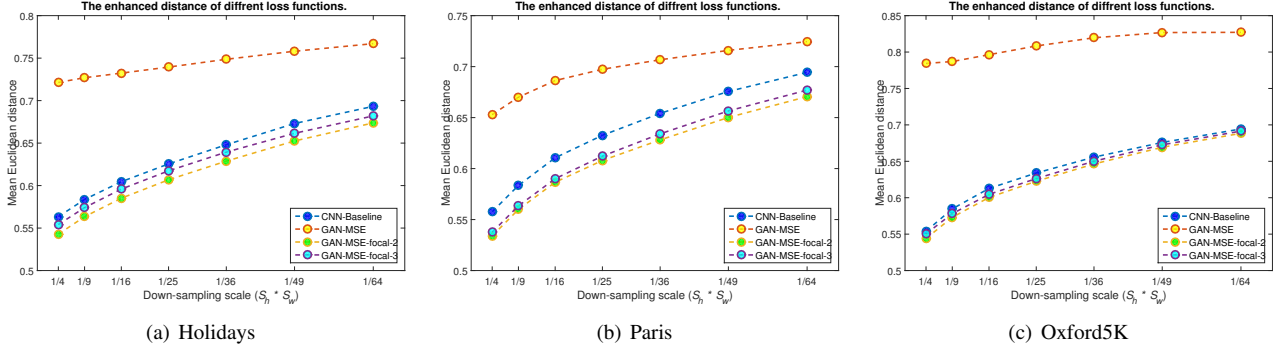 The enhanced distance of diffrent loss functions.
0.8
0.75
0.7
0.65
0.6
0.55
0.5
Mean Euclidean distance
CNN-Baseline
GAN-MSE
GAN-MSE-focal-2
GAN-MSE-focal-3
1/4 1/9 1/16 1/25 1/36 1/49 1/64
Down-sampling scale (S_h * S_w)
(a) Holidays
The enhanced distance of diffrent loss functions.
0.75
0.7
0.65
0.6
0.55
0.5
Mean Euclidean distance
CNN-Baseline
GAN-MSE
GAN-MSE-focal-2
GAN-MSE-focal-3
1/4 1/9 1/16 1/25 1/36 1/49 1/64
Down-sampling scale (S_h * S_w)
(b) Paris
The enhanced distance of diffrent loss functions.
0.85
0.8
0.75
0.7
0.65
0.6
0.55
0.5
Mean Euclidean distance
CNN-Baseline
GAN-MSE
GAN-MSE-focal-2
GAN-MSE-focal-3
1/4 1/9 1/16 1/25 1/36 1/49 1/64
Down-sampling scale (S_h * S_w)
(c) Oxford5K